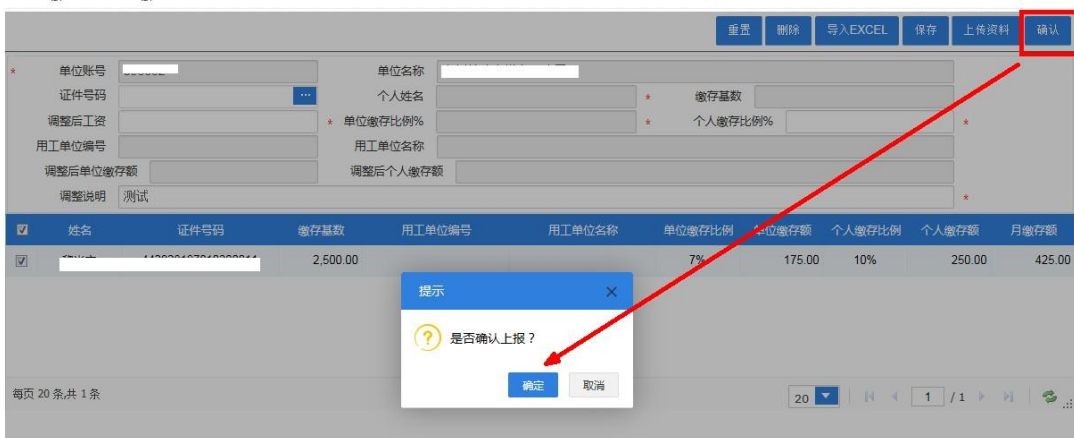 重置 删除 导入EXCEL 保存 上传资料 确认
* 单位账号 单位名称
证件号码 ... 个人姓名 * 缴存基数
调整后工资 * 单位缴存比例% * 个人缴存比例% *
用工单位编号 用工单位名称
调整后单位缴存额 调整后个人缴存额
调整说明 测试 *
姓名 证件号码 缴存基数 用工单位编号 用工单位名称 单位缴存比例 单位缴存额 个人缴存比例 个人缴存额 月缴存额
2,500.00 7% 175.00 10% 250.00 425.00
提示
是否确认上报？
确定 取消
每页 20 条,共 1 条 20 1 / 1